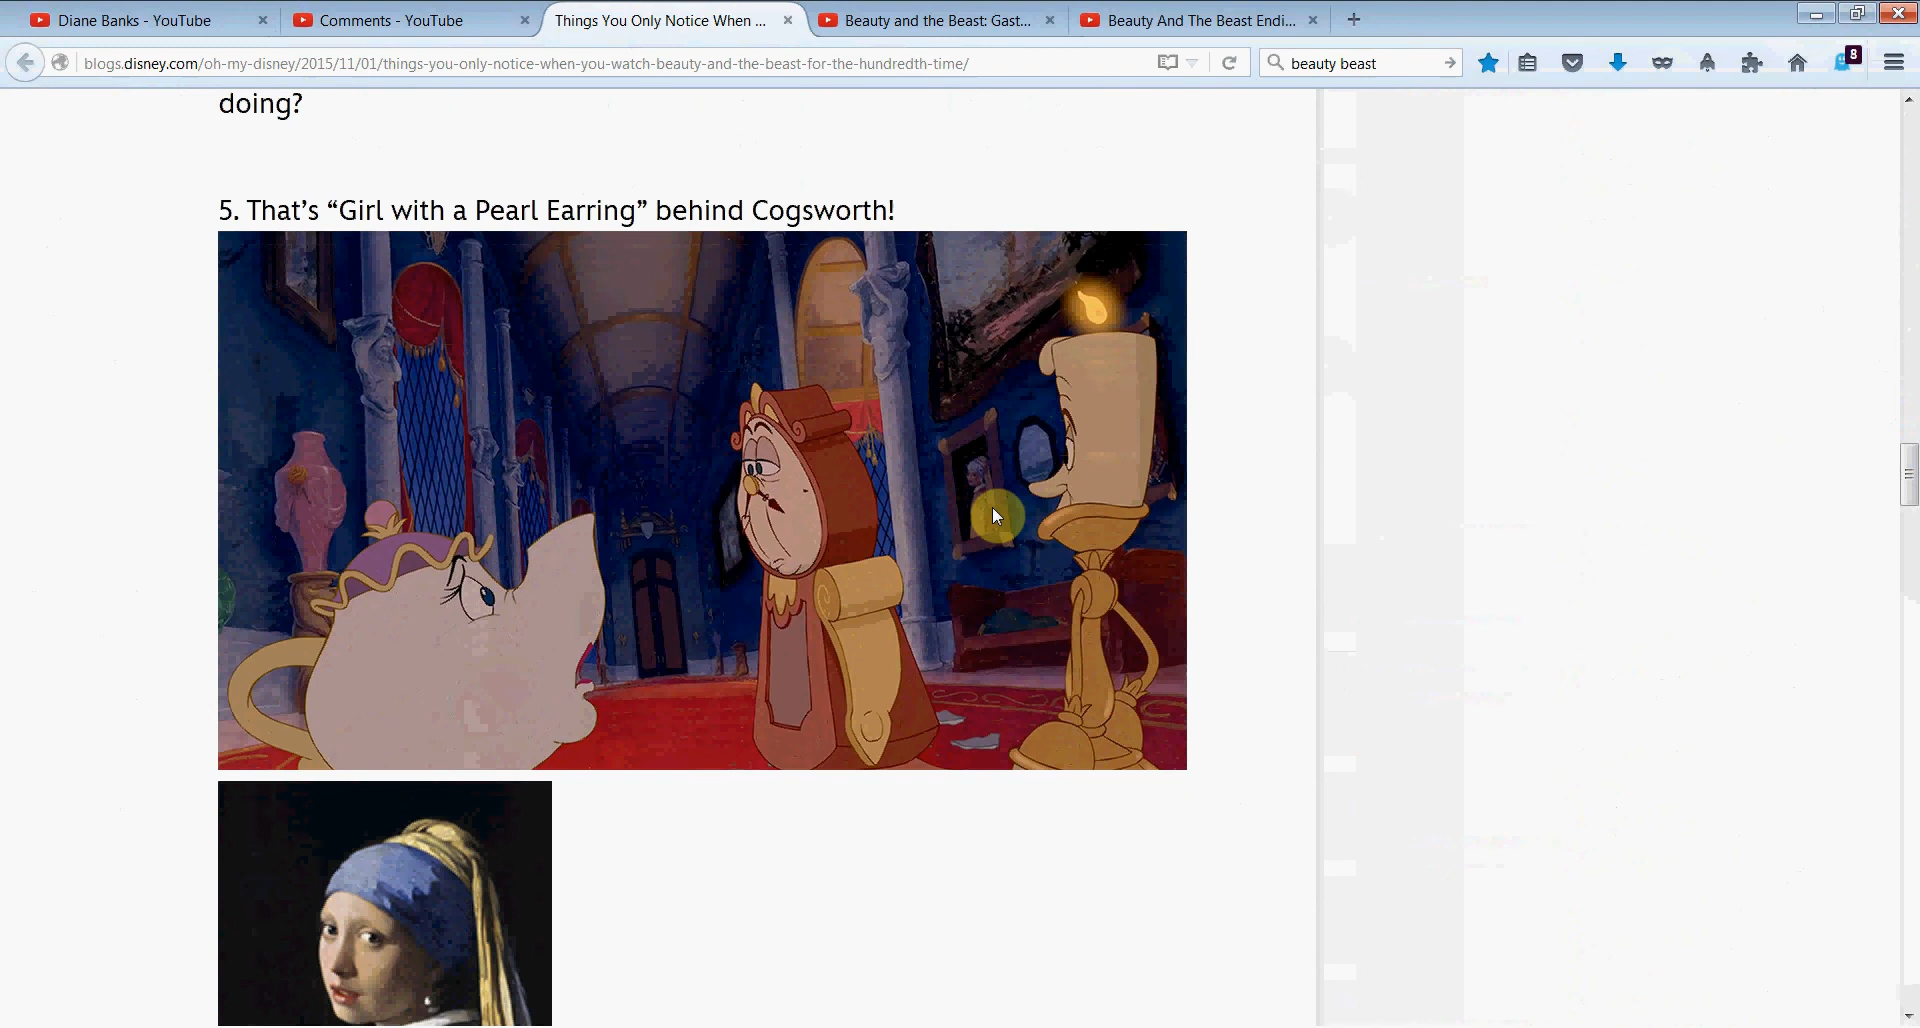 Diane Banks - YouTube
Comments - YouTube
Things You Only Notice When ...
Beauty and the Beast: Gast...
Beauty And The Beast Endi...
blogs.disney.com/oh-my-disney/2015/11/01/things-you-only-notice-when-you-watch-beauty-and-the-beast-for-the-hundredth-time/
beauty beast
8
doing?
5. That’s “Girl with a Pearl Earring” behind Cogsworth!